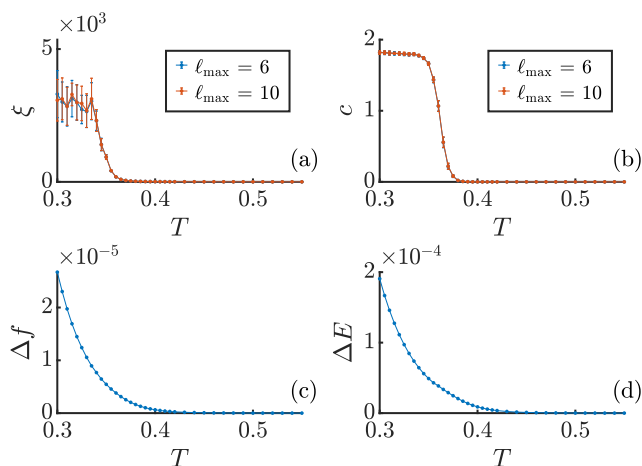 ×10³
5
0
ξ
ℓmax = 6
ℓmax = 10
(a)
0.3 0.4 0.5
T
2
1
0
c
ℓmax = 6
ℓmax = 10
(b)
0.3 0.4 0.5
T
×10⁻⁵
2
1
0
Δf
(c)
0.3 0.4 0.5
T
×10⁻⁴
2
1
0
ΔE
(d)
0.3 0.4 0.5
T